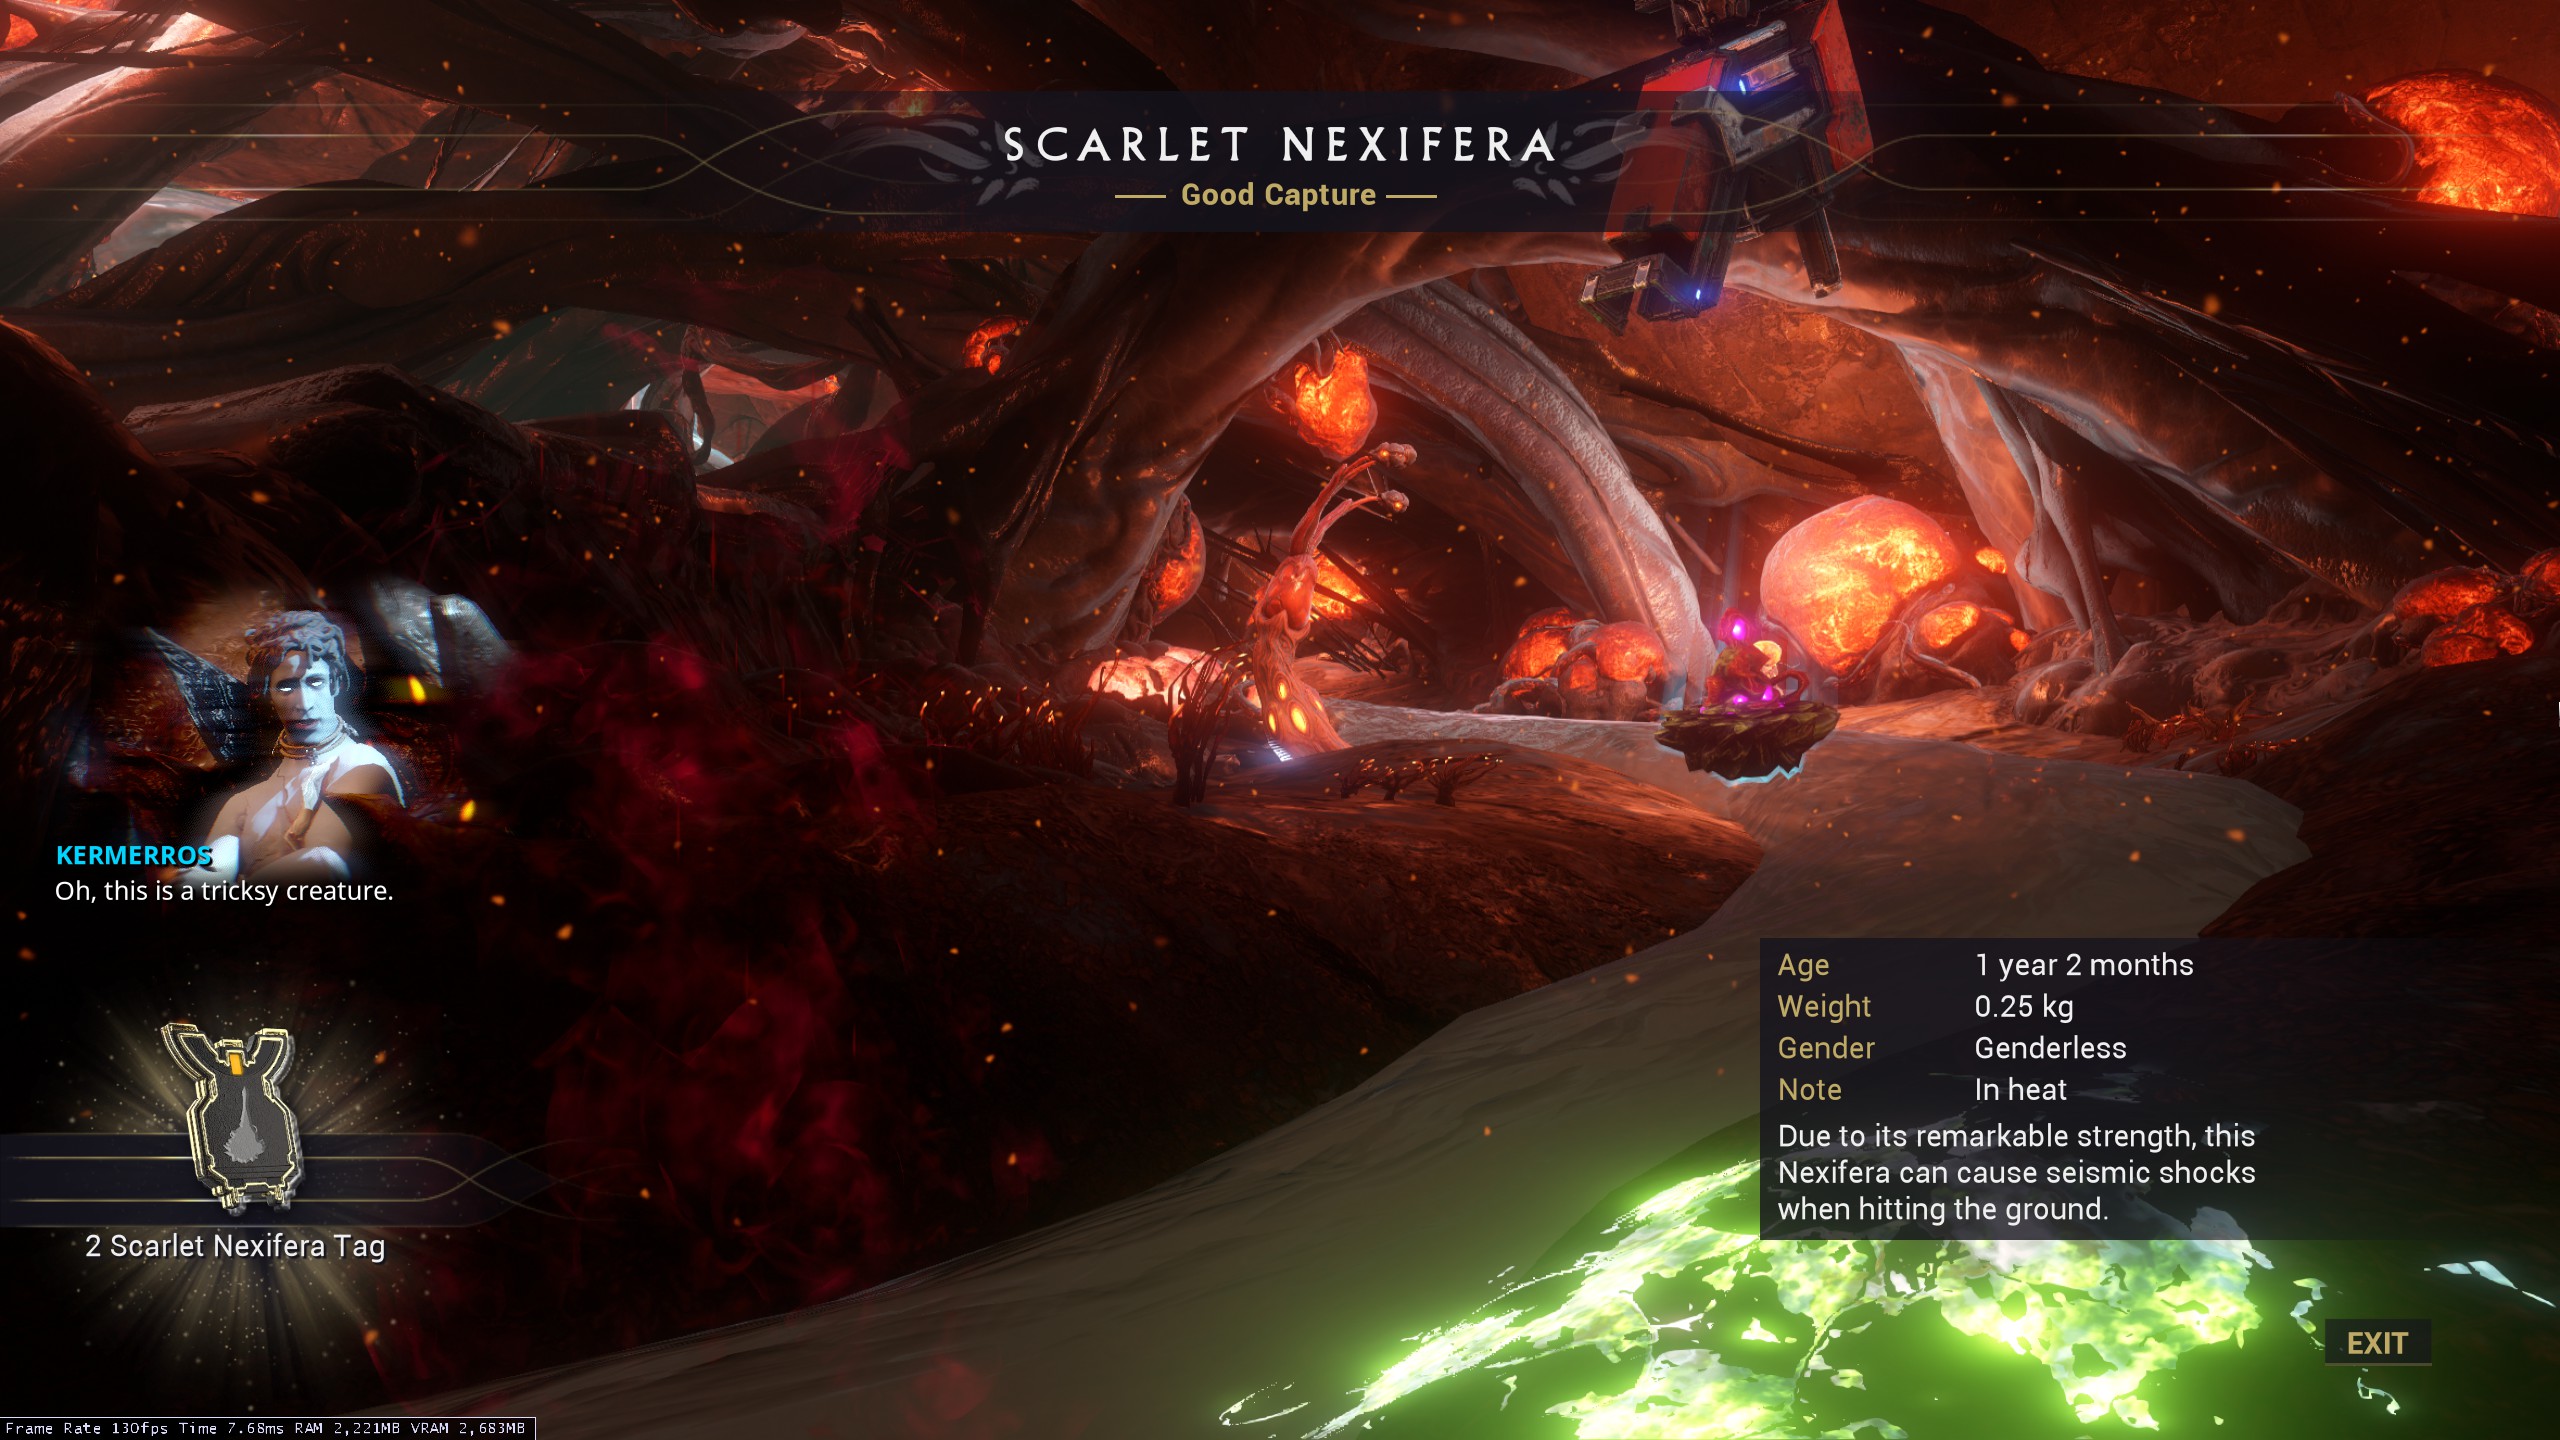 SCARLET NEXIFERA
Good Capture
KERMERROS
Oh, this is a tricksy creature.
2 Scarlet Nexifera Tag
Age 1 year 2 months
Weight 0.25 kg
Gender Genderless
Note In heat
Due to its remarkable strength, this
Nexifera can cause seismic shocks
when hitting the ground.
EXIT
Frame Rate 130fps Time 7.68ms RAM 2,221MB VRAM 2,683MB